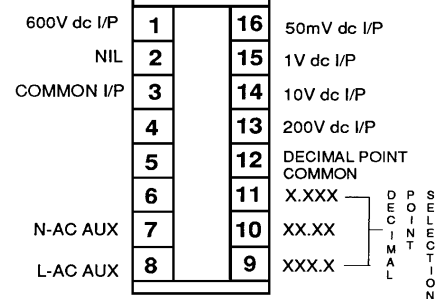 600V dc I/P 1 16 50mV dc I/P
NIL 2 15 1V dc I/P
COMMON I/P 3 14 10V dc I/P
4 13 200V dc I/P
5 12 DECIMAL POINT
COMMON
6 11 X.XXX
N-AC AUX 7 10 XX.XX
L-AC AUX 8 9 XXX.X
DECIMAL
POINT
SELECTION